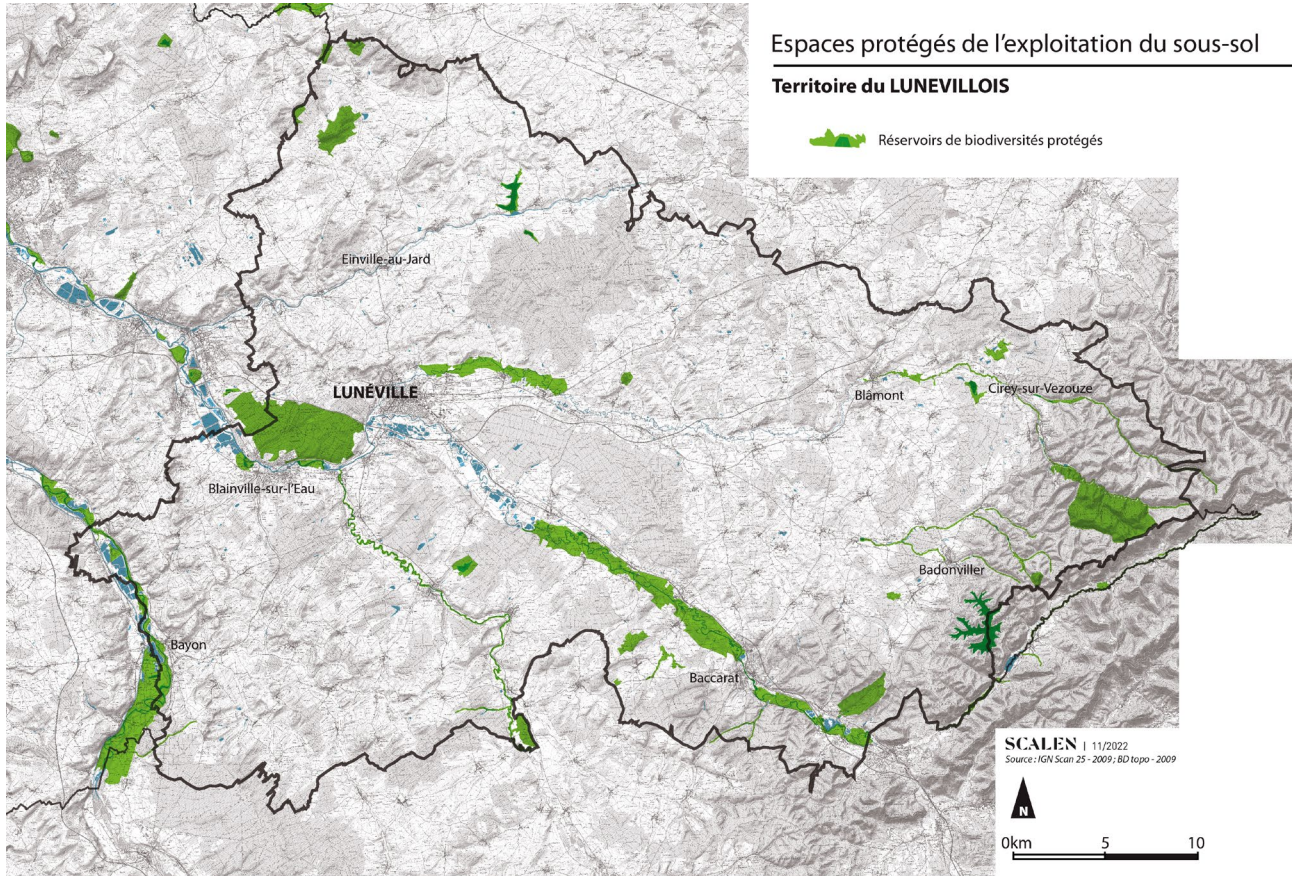 Espaces protégés de l'exploitation du sous-sol
Territoire du LUNEVILLOIS
Réservoirs de biodiversités protégés
Einville-au-Jard
LUNÉVILLE
Blâmont
Cirey-sur-Vezouze
Blainville-sur-l'Eau
Badonviller
Bayon
Baccarat
SCALEN | 11/2022
Source : IGN Scan 25 - 2009 ; BD topo - 2009
N
0km 5 10